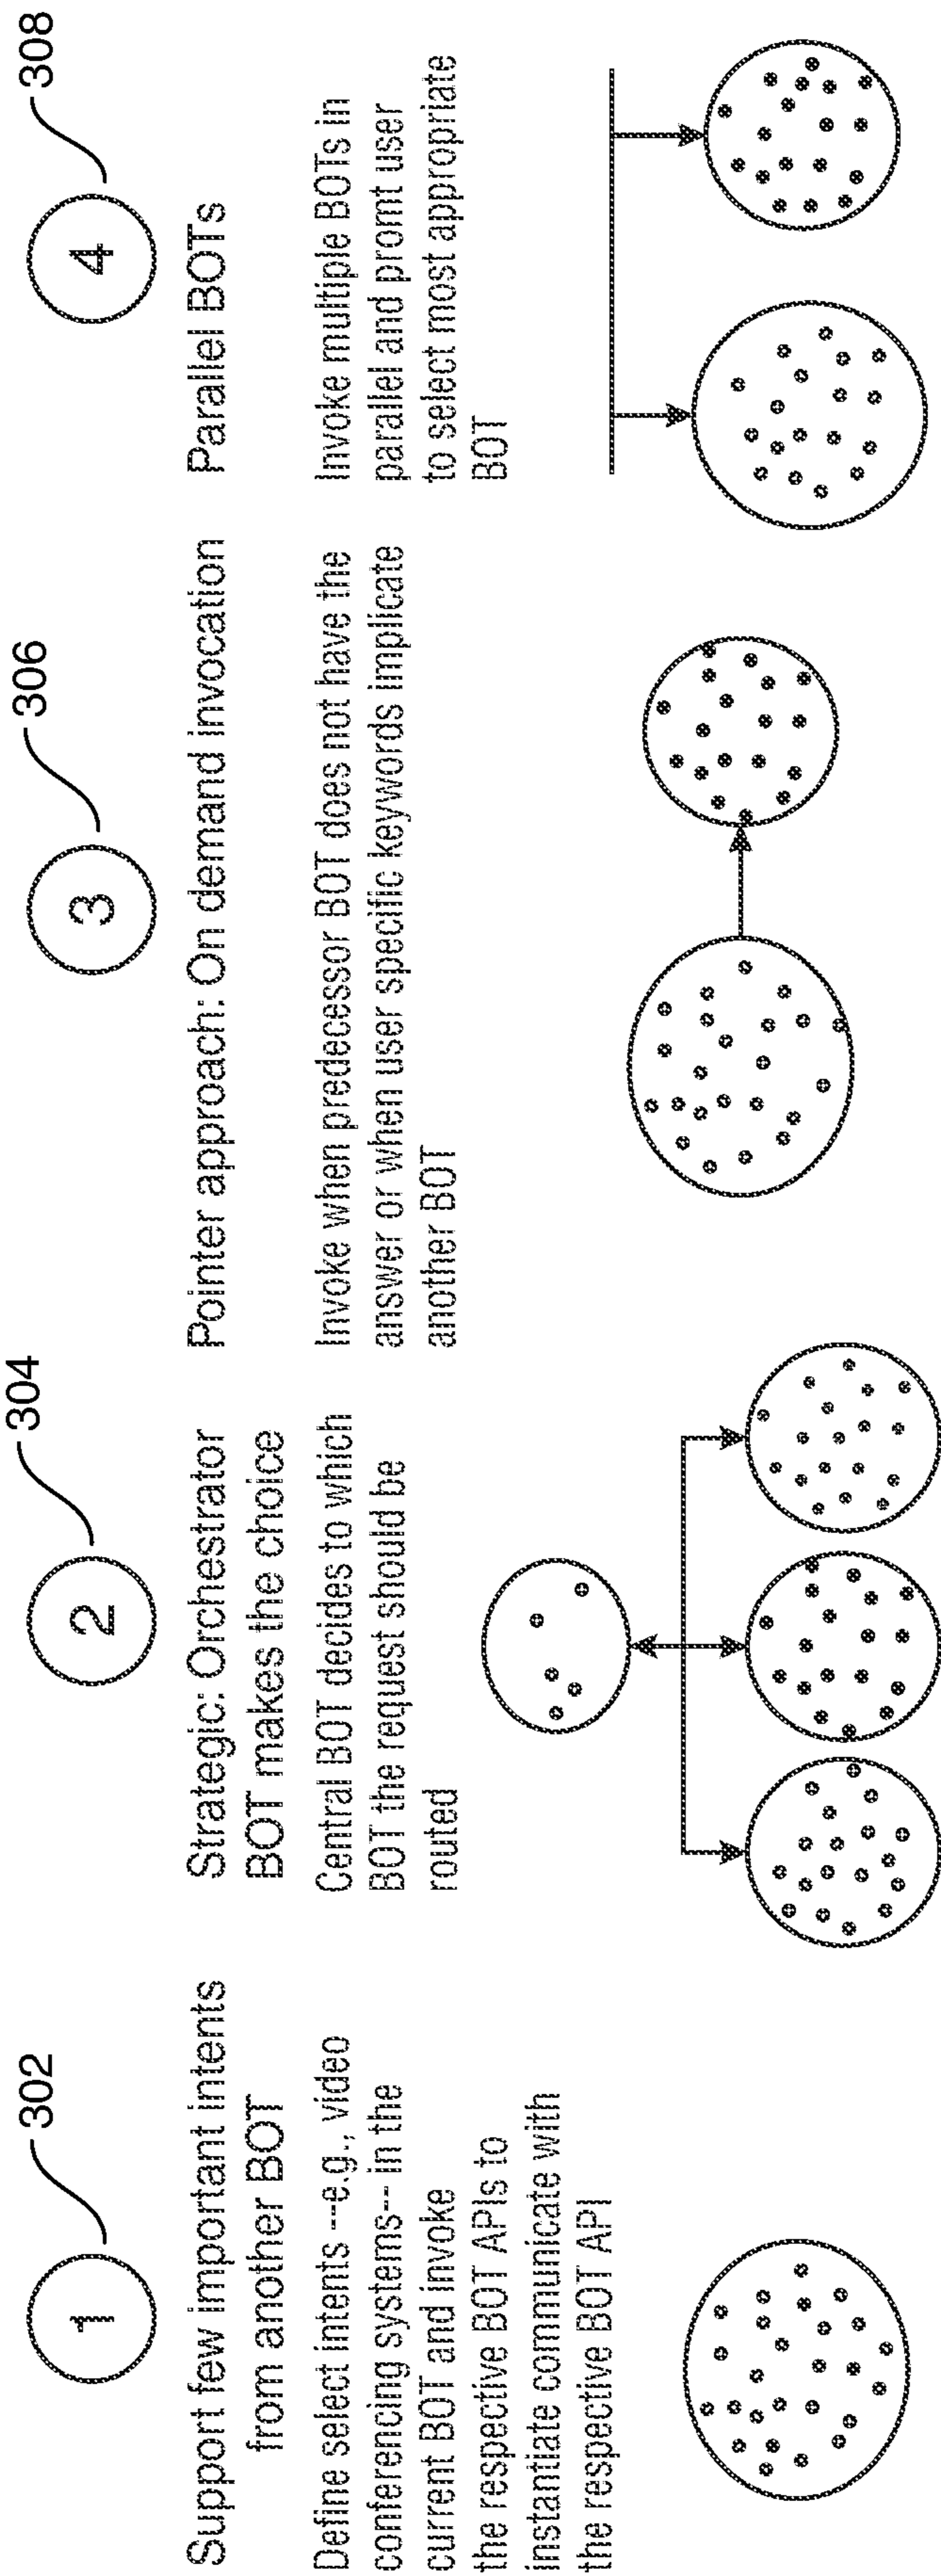 302
1
Support few important intents
from another BOT
Define select intents --e.g., video
conferencing systems-- in the
current BOT and invoke
the respective BOT APIs to
instantiate communicate with
the respective BOT API
304
2
Strategic: Orchestrator
BOT makes the choice
Central BOT decides to which
BOT the request should be
routed
306
3
Pointer approach: On demand invocation
Invoke when predecessor BOT does not have the
answer or when user specific keywords implicate
another BOT
308
4
Parallel BOTs
Invoke multiple BOTs in
parallel and promt user
to select most appropriate
BOT